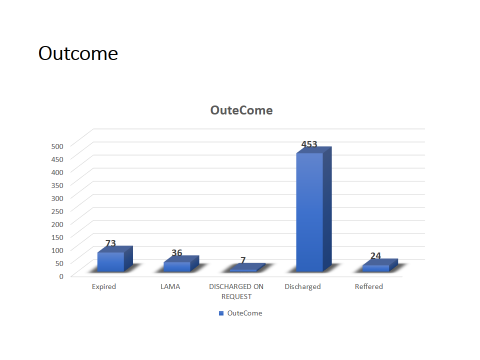 Outcome
OuteCome
500
450
400
350
300
250
200
150
100
50
0
73
36
7
453
24
Expired
LAMA
DISCHARGED ON
REQUEST
Discharged
Reffered
OuteCome